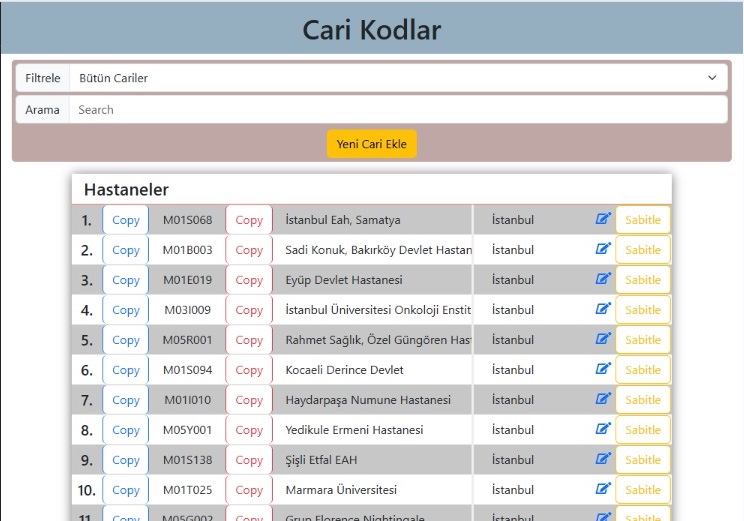 Cari Kodlar
Filtrele Bütün Cariler
Arama Search
Yeni Cari Ekle
Hastaneler
1. Copy M01S068 Copy İstanbul Eah, Samatya İstanbul Sabitle
2. Copy M01B003 Copy Sadi Konuk, Bakırköy Devlet Hastan İstanbul Sabitle
3. Copy M01E019 Copy Eyüp Devlet Hastanesi İstanbul Sabitle
4. Copy M03I009 Copy İstanbul Üniversitesi Onkoloji Enstit İstanbul Sabitle
5. Copy M05R001 Copy Rahmet Sağlık, Özel Güngören Has İstanbul Sabitle
6. Copy M01S094 Copy Kocaeli Derince Devlet İstanbul Sabitle
7. Copy M01I010 Copy Haydarpaşa Numune Hastanesi İstanbul Sabitle
8. Copy M05Y001 Copy Yedikule Ermeni Hastanesi İstanbul Sabitle
9. Copy M01S138 Copy Şişli Etfal EAH İstanbul Sabitle
10. Copy M01T025 Copy Marmara Üniversitesi İstanbul Sabitle
11. Copy M05G002 Copy Grup Florence Nightingale İstanbul Sabitle